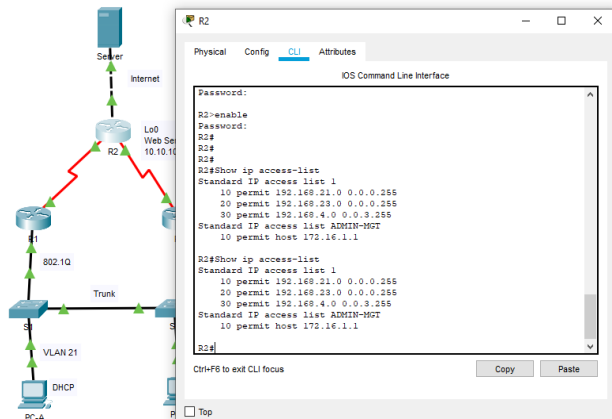 R2
Physical Config CLI Attributes
IOS Command Line Interface
Password:
R2>enable
Password:
R2#
R2#
R2#
R2#Show ip access-list
Standard IP access list 1
10 permit 192.168.21.0 0.0.0.255
20 permit 192.168.23.0 0.0.0.255
30 permit 192.168.4.0 0.0.3.255
Standard IP access list ADMIN-MGT
10 permit host 172.16.1.1
R2#Show ip access-list
Standard IP access list 1
10 permit 192.168.21.0 0.0.0.255
20 permit 192.168.23.0 0.0.0.255
30 permit 192.168.4.0 0.0.3.255
Standard IP access list ADMIN-MGT
10 permit host 172.16.1.1
R2#
Ctrl+F6 to exit CLI focus
Copy Paste
Top
Server
Internet
Lo0
Web Se
10.10.10
R2
R1
802.1Q
Trunk
S1
VLAN 21
DHCP
PC-A